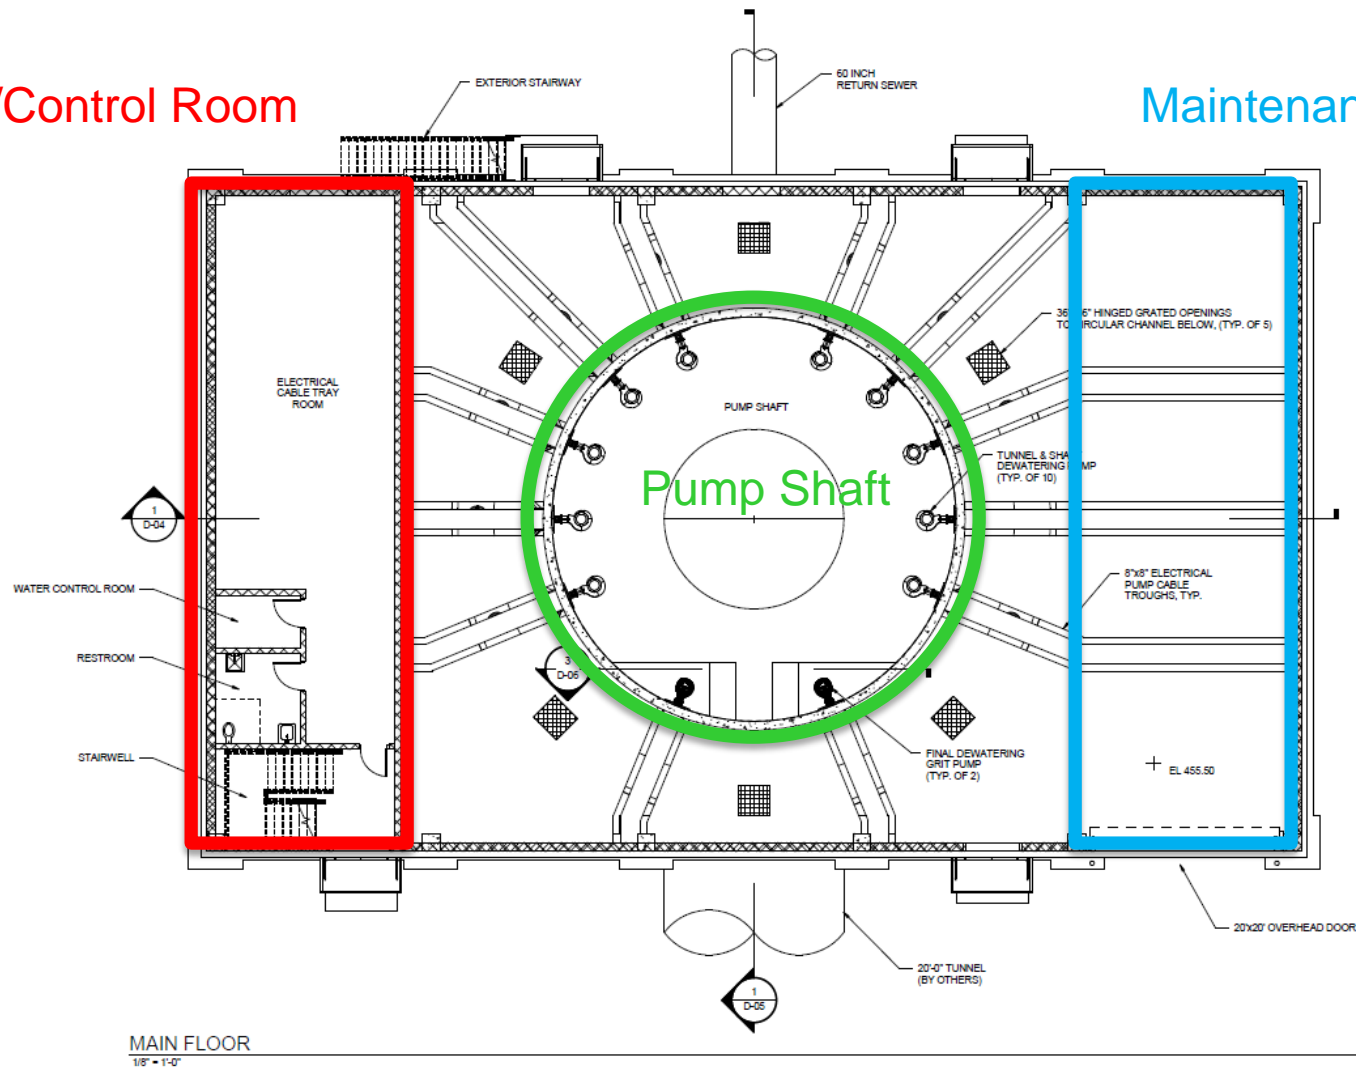 /Control Room
Maintenan
EXTERIOR STAIRWAY
60 INCH
RETURN SEWER
36" HINGED GRATED OPENINGS
TO CIRCULAR CHANNEL BELOW, (TYP. OF 5)
ELECTRICAL
CABLE TRAY
ROOM
PUMP SHAFT
Pump Shaft
TUNNEL & SHA
DEWATERING MP
(TYP. OF 10)
1
D-04
WATER CONTROL ROOM
8"x8" ELECTRICAL
PUMP CABLE
TROUGHS, TYP.
RESTROOM
3
D-06
STAIRWELL
FINAL DEWATERING
GRIT PUMP
(TYP. OF 2)
EL 455.50
20'x20' OVERHEAD DOOR
20'-0" TUNNEL
(BY OTHERS)
1
D-05
MAIN FLOOR
1/8" = 1'-0"